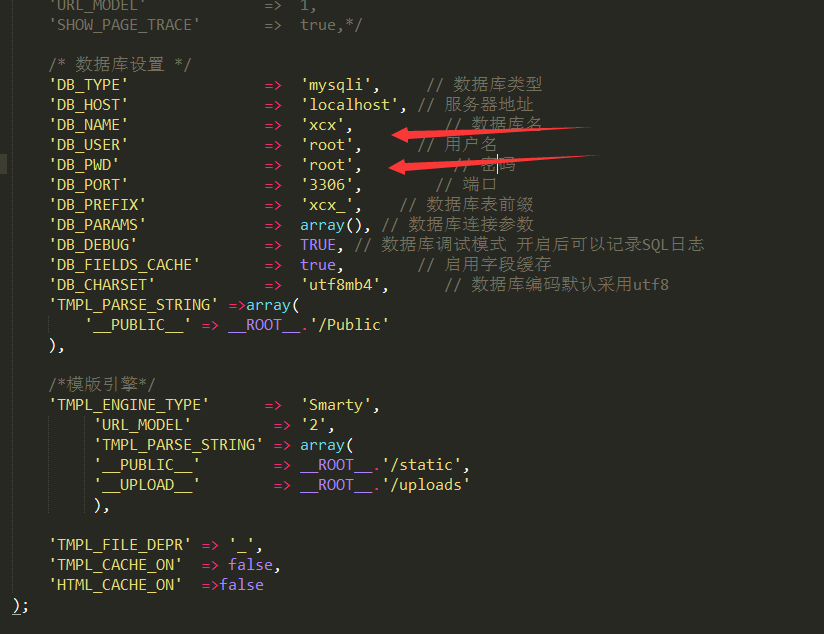 'URL_MODEL' => 1,
'SHOW_PAGE_TRACE' => true,*/
/* 数据库设置 */
'DB_TYPE' => 'mysqli', // 数据库类型
'DB_HOST' => 'localhost', // 服务器地址
'DB_NAME' => 'xcx', // 数据库名
'DB_USER' => 'root', // 用户名
'DB_PWD' => 'root', // 密码
'DB_PORT' => '3306', // 端口
'DB_PREFIX' => 'xcx_', // 数据库表前缀
'DB_PARAMS' => array(), // 数据库连接参数
'DB_DEBUG' => TRUE, // 数据库调试模式 开启后可以记录SQL日志
'DB_FIELDS_CACHE' => true, // 启用字段缓存
'DB_CHARSET' => 'utf8mb4', // 数据库编码默认采用utf8
'TMPL_PARSE_STRING' =>array(
'__PUBLIC__' => __ROOT__.'/Public'
),
/*模版引擎*/
'TMPL_ENGINE_TYPE' => 'Smarty',
'URL_MODEL' => '2',
'TMPL_PARSE_STRING' => array(
'__PUBLIC__' => __ROOT__.'/static',
'__UPLOAD__' => __ROOT__.'/uploads'
),
'TMPL_FILE_DEPR' => '_',
'TMPL_CACHE_ON' => false,
'HTML_CACHE_ON' =>false
);